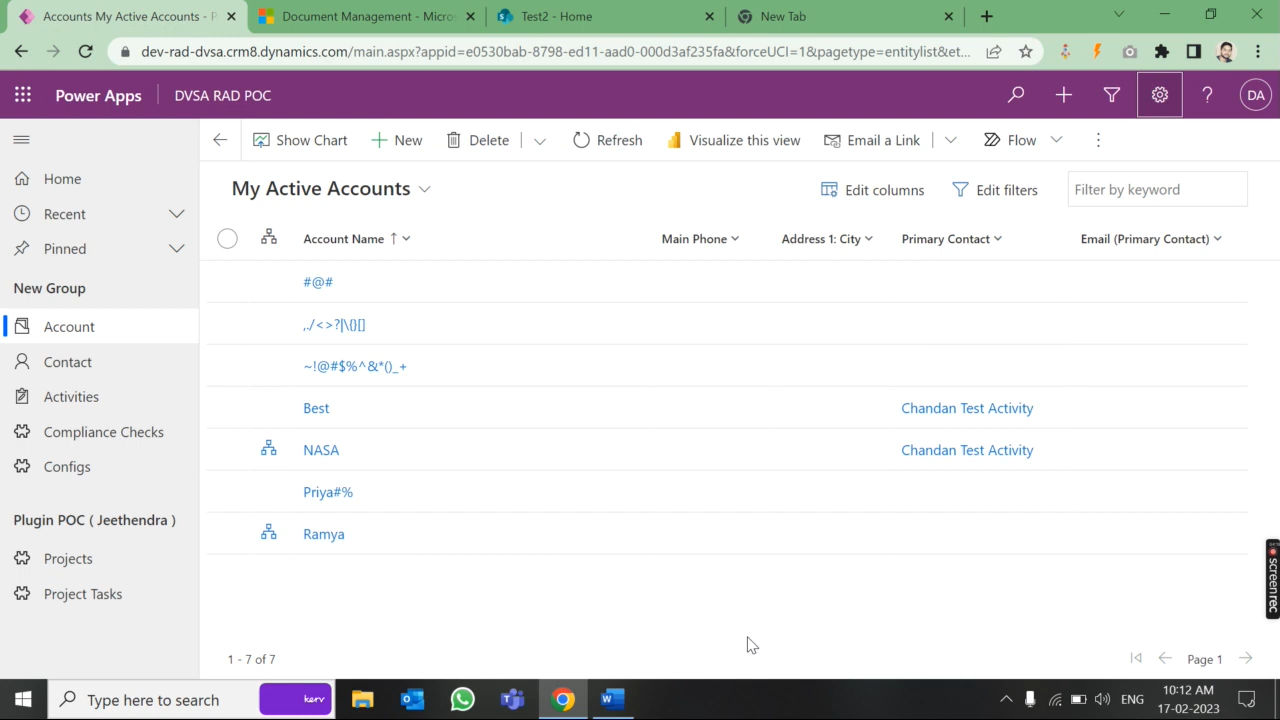 Accounts My Active Accounts - P
Document Management - Micros
Test2 - Home
New Tab
dev-rad-dvsa.crm8.dynamics.com/main.aspx?appid=e0530bab-8798-ed11-aad0-000d3af235fa&forceUCI=1&pagetype=entitylist&et...
Power Apps
DVSA RAD POC
DA
Show Chart
New
Delete
Refresh
Visualize this view
Email a Link
Flow
Home
Recent
Pinned
New Group
Account
Contact
Activities
Compliance Checks
Configs
Plugin POC ( Jeethendra )
Projects
Project Tasks
My Active Accounts
Edit columns
Edit filters
Filter by keyword
Account Name ↑
Main Phone
Address 1: City
Primary Contact
Email (Primary Contact)
#@#
,./<>?|\{}[]
~!@#$%^&*()_+
Best Chandan Test Activity
NASA Chandan Test Activity
Priya#%
Ramya
1 - 7 of 7
Page 1
screenrec
Type here to search
kerv
ENG
10:12 AM
17-02-2023